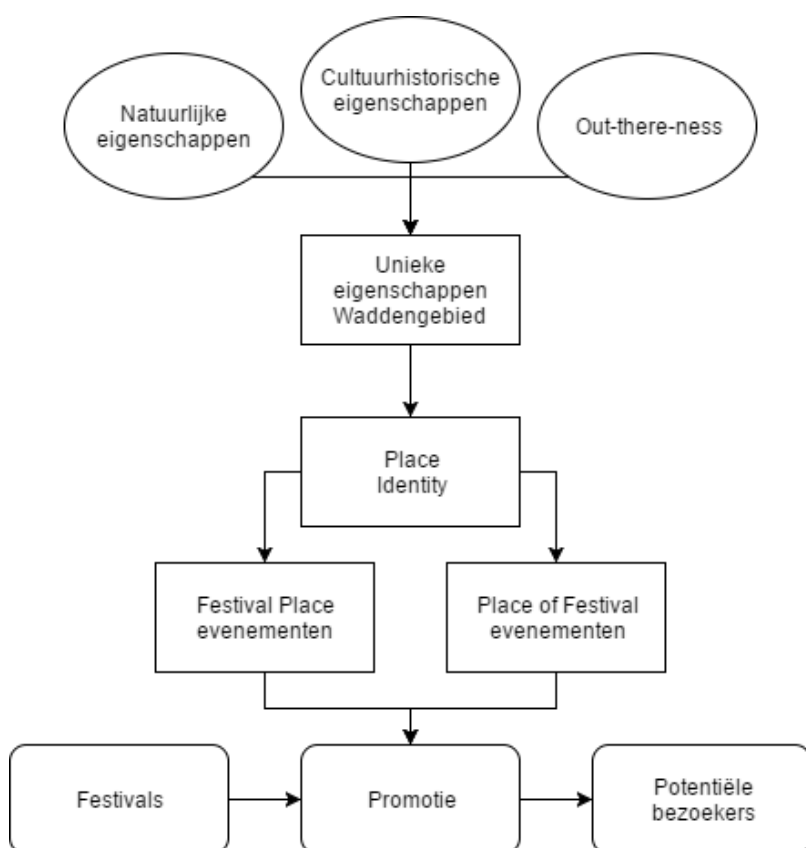 Natuurlijke
eigenschappen
Cultuurhistorische
eigenschappen
Out-there-ness
Unieke
eigenschappen
Waddengebied
Place
Identity
Festival Place
evenementen
Place of Festival
evenementen
Festivals
Promotie
Potentiële
bezoekers